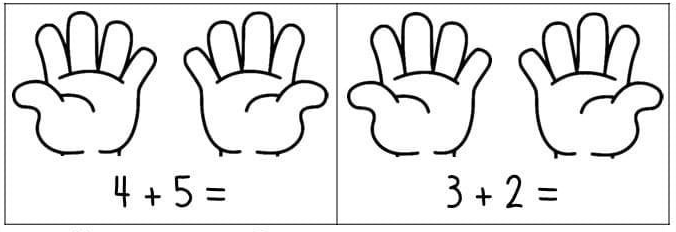 4 + 5 =
3 + 2 =